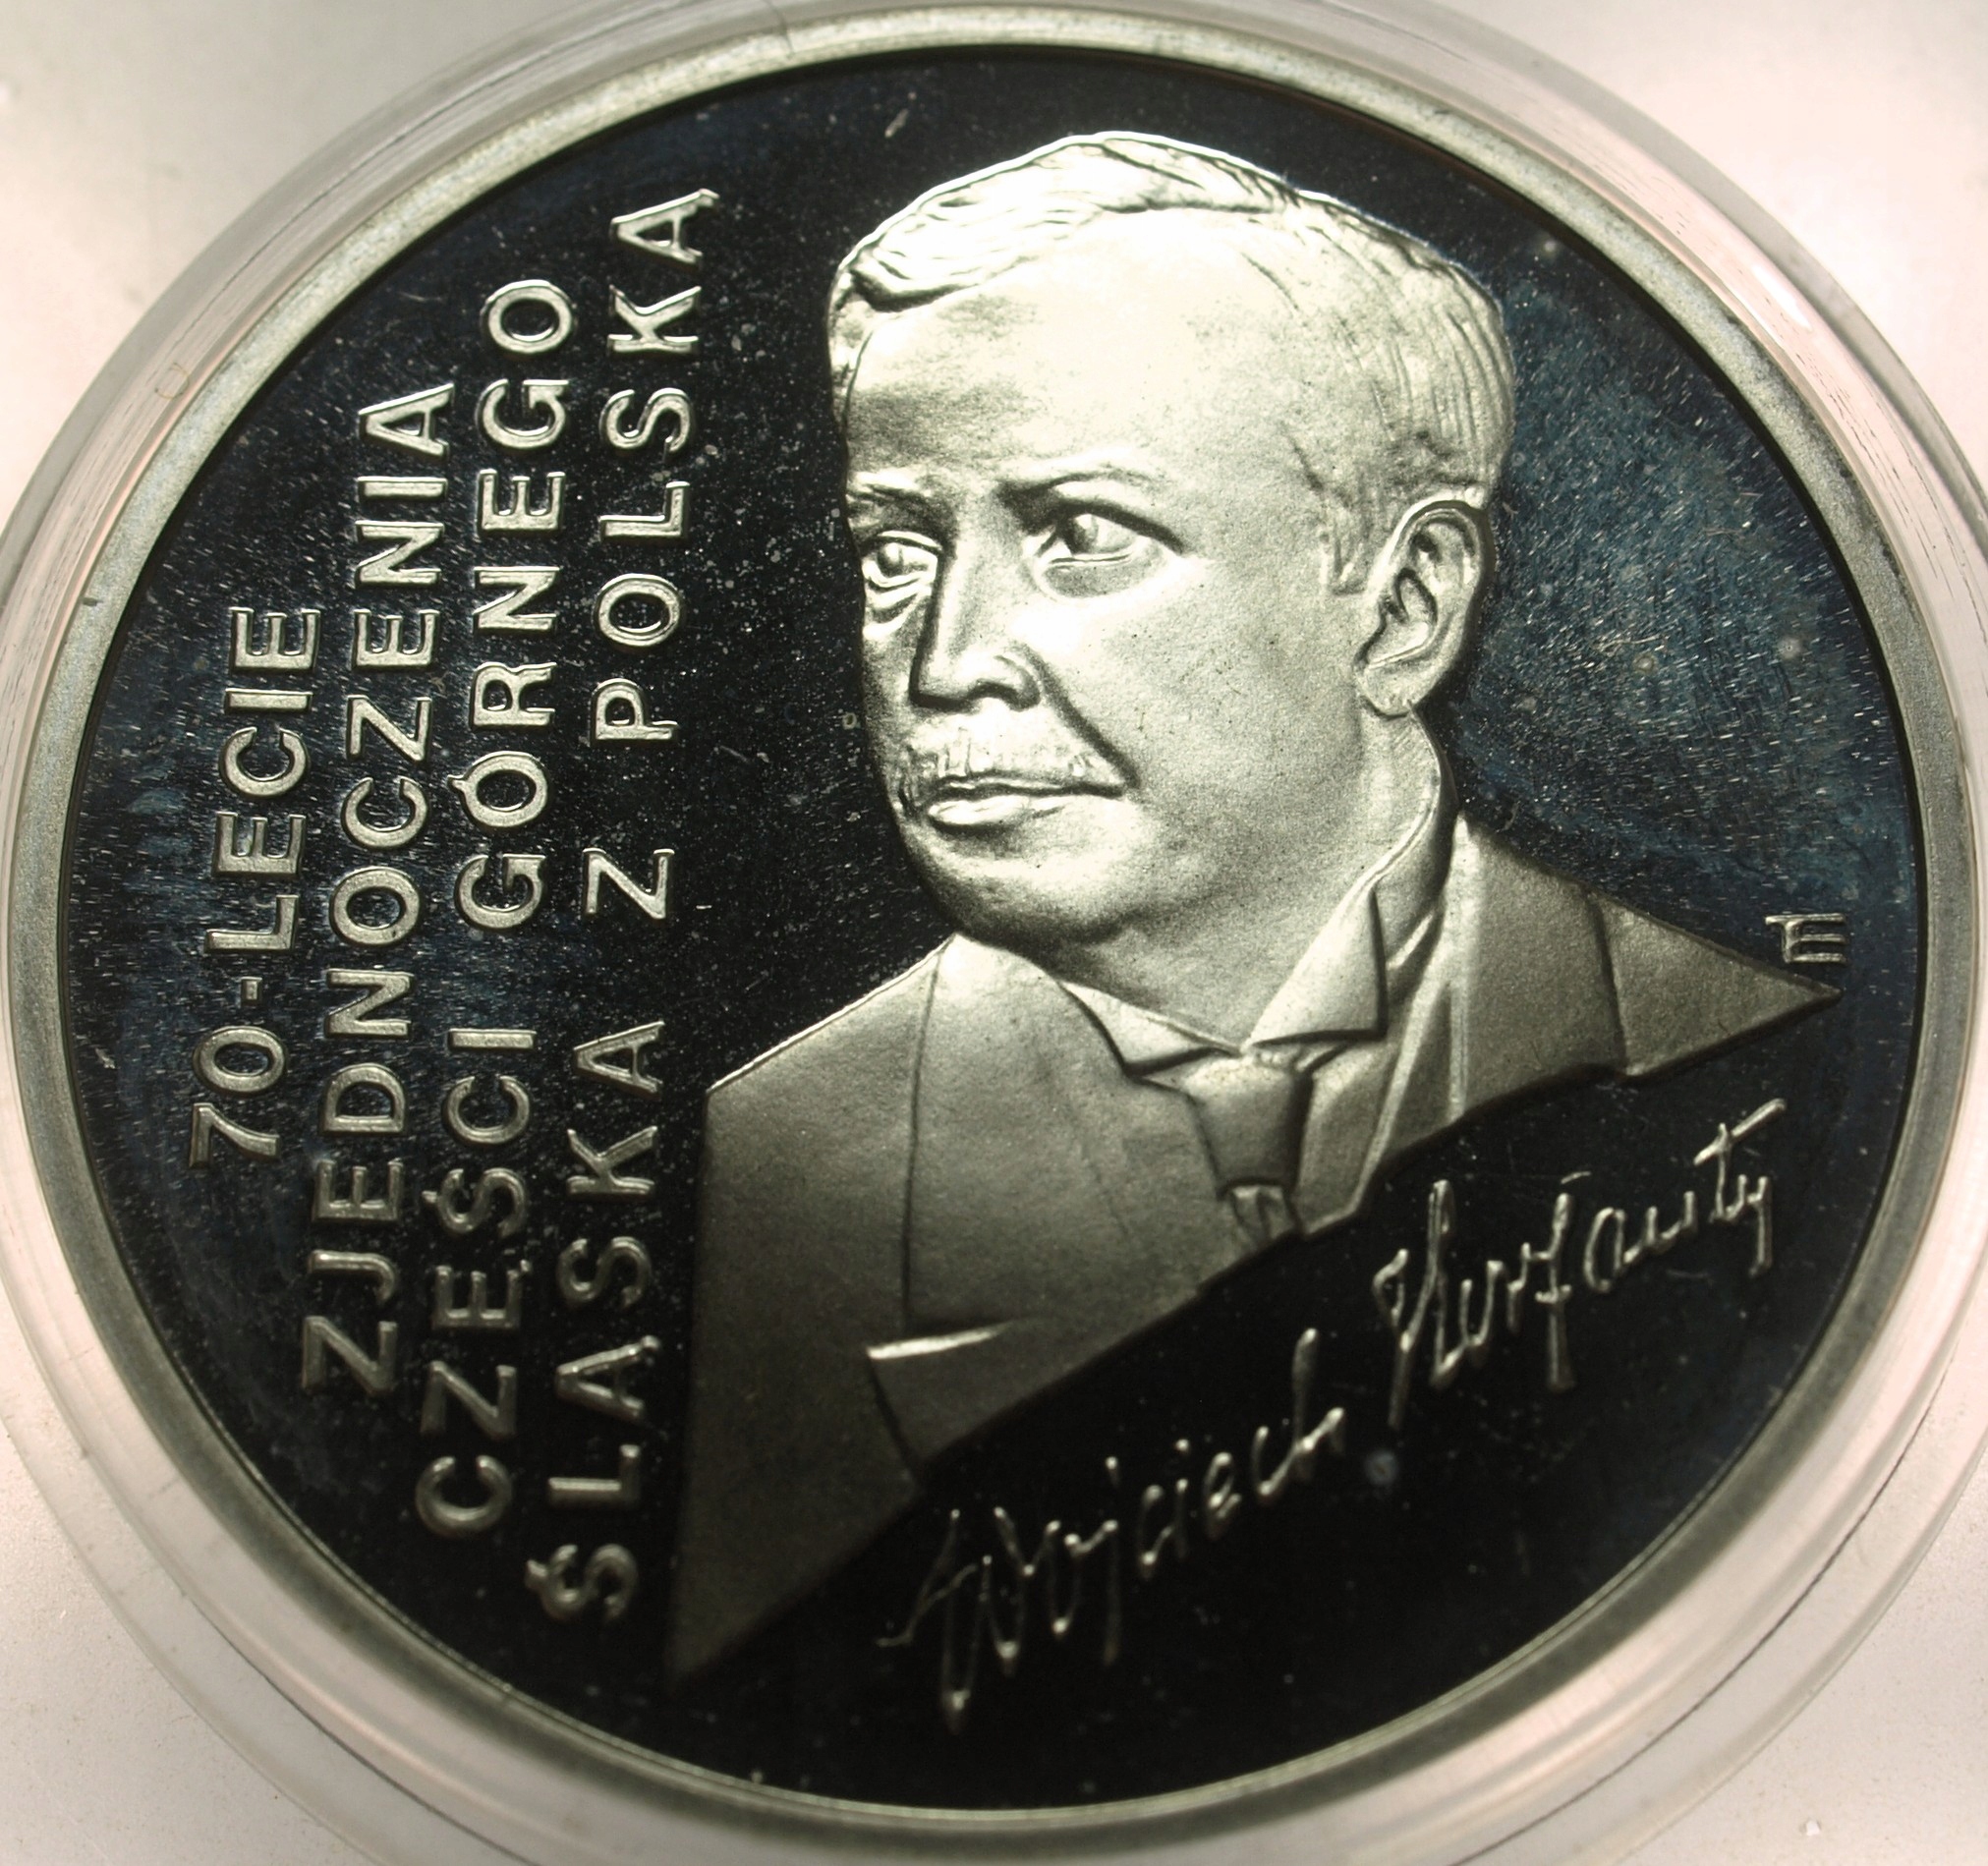 70-LECIE
ZJEDNOCZENIA
CZĘŚCI GÓRNEGO
ŚLĄSKA Z POLSKĄ
Wojciech Korfanty